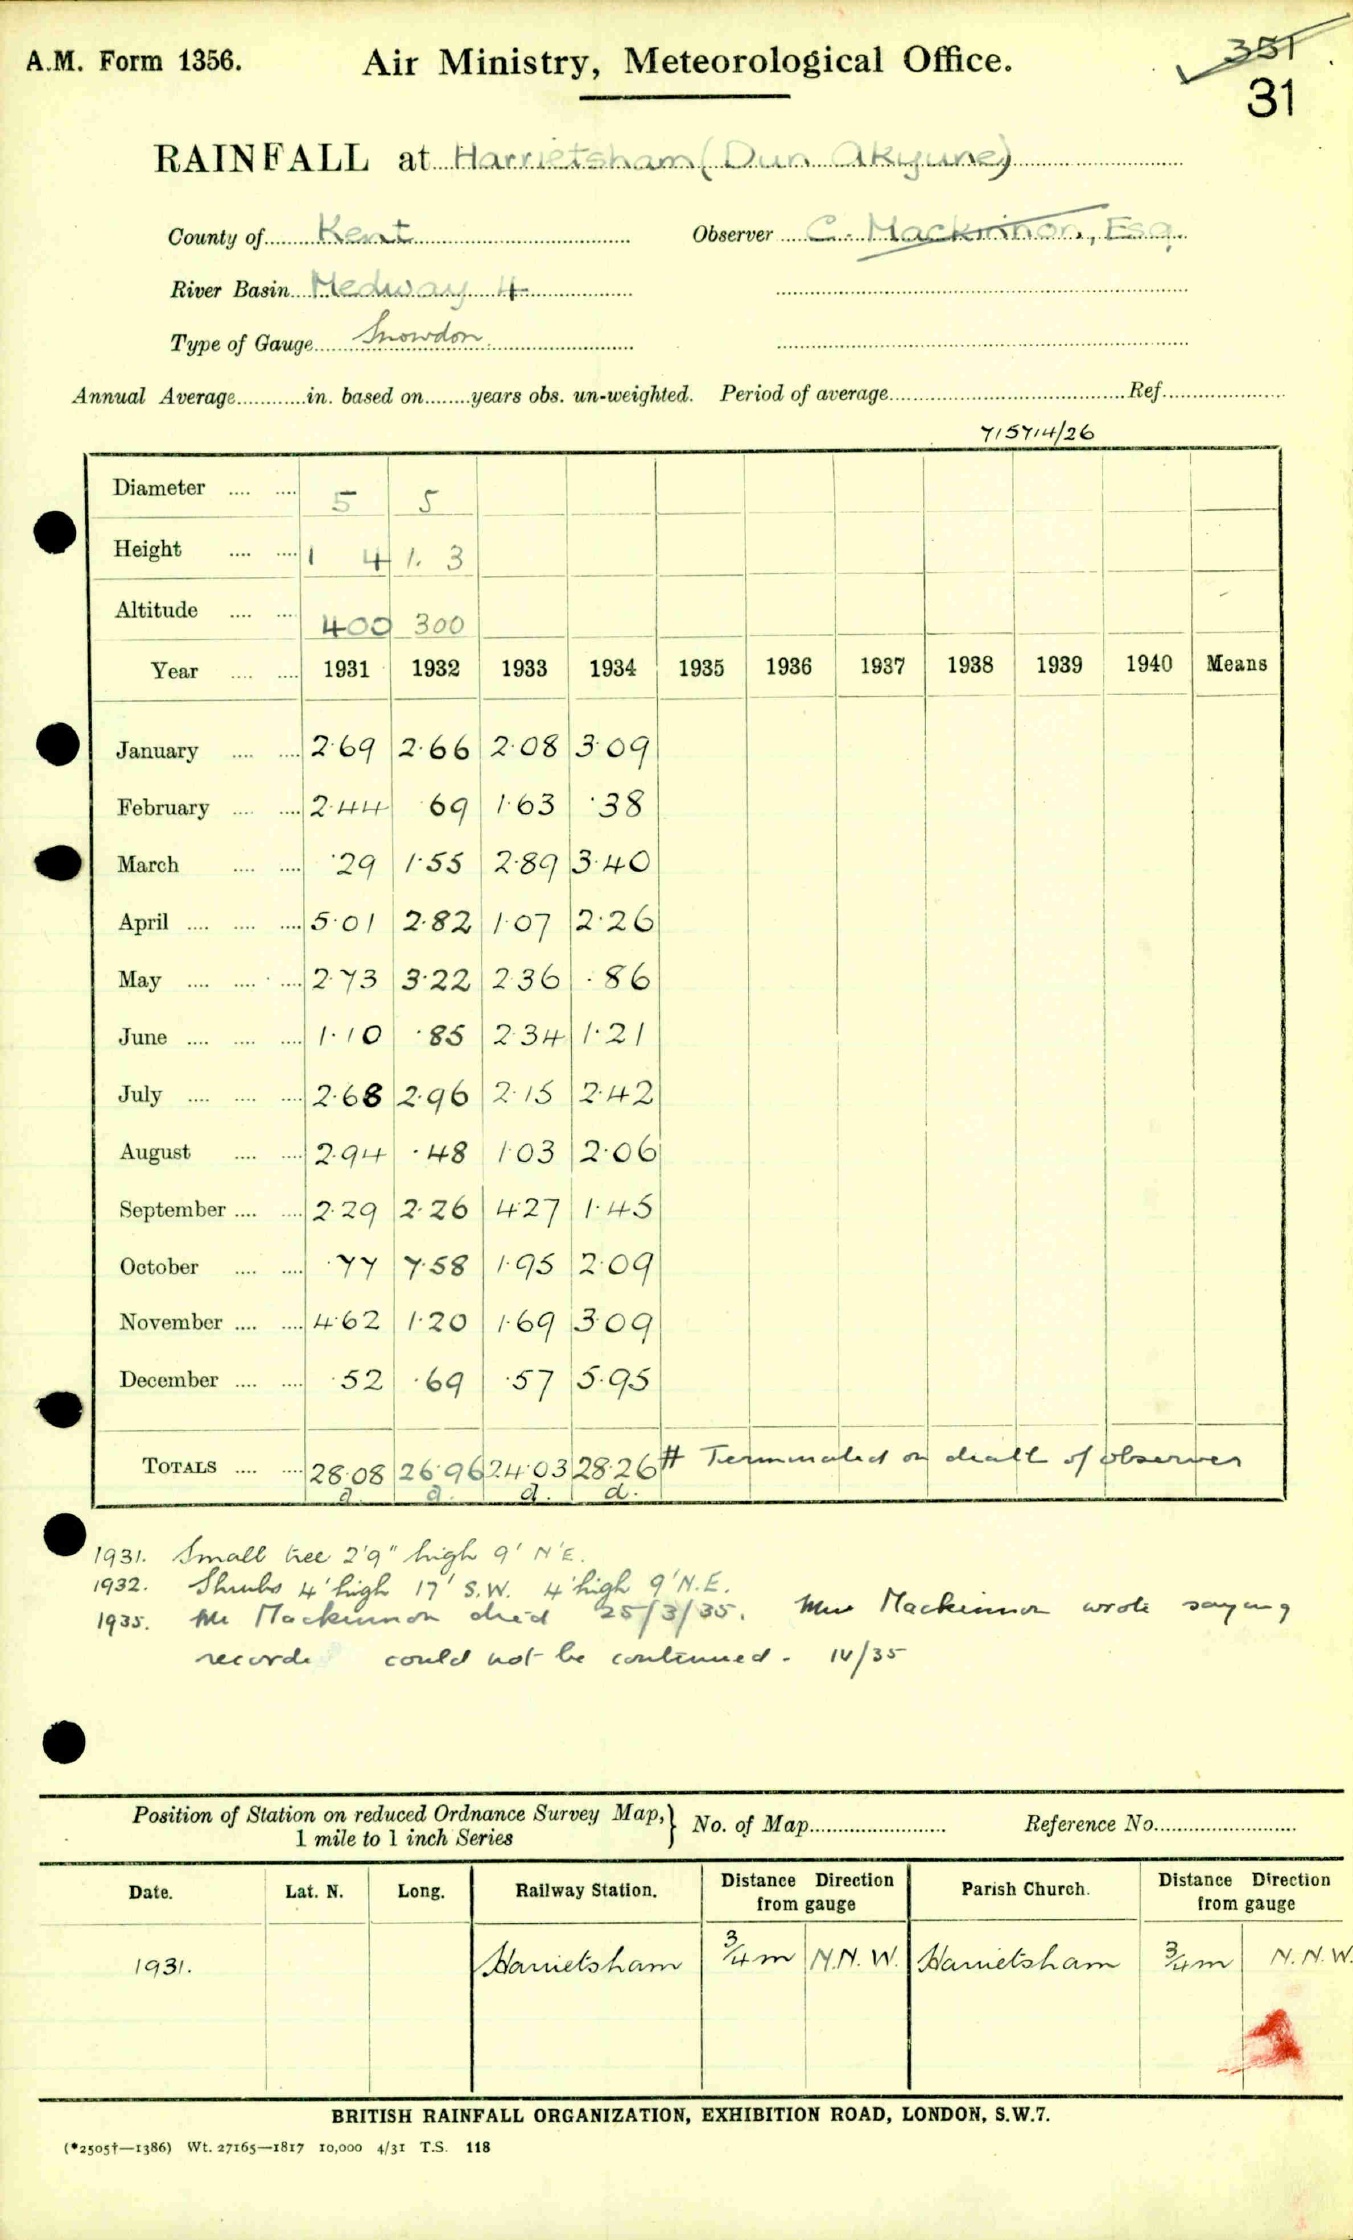 A.M. Form 1356. Air Ministry, Meteorological Office. 351
31
RAINFALL at Harrietsham (Dun Akyune)
County of Kent Observer C. Mackinnon, Esq.
River Basin Medway 4
Type of Gauge Snowdon
Annual Average in. based on years obs. un-weighted. Period of average Ref.
715714/26
Diameter 5 5
Height 1 4 1. 3
Altitude 400 300
Year 1931 1932 1933 1934 1935 1936 1937 1938 1939 1940 Means
January 2·69 2·66 2·08 3·09
February 2·44 69 1·63 ·38
March ·29 1·55 2·89 3·40
April 5·01 2·82 1·07 2·26
May 2·73 3·22 2·36 ·86
June 1·10 ·85 2·34 1·21
July 2·68 2·96 2·15 2·42
August 2·94 ·48 1·03 2·06
September 2·29 2·26 4·27 1·45
October ·77 7·58 1·95 2·09
November 4·62 1·20 1·69 3·09
December ·52 ·69 ·57 5·95
TOTALS 28·08 26·96 24·03 28·26 # Terminated on death of observer
a. a. a. d.
1931. Small tree 2'9" high 9' N'E.
1932. Shrubs 4' high 17' S.W. 4' high 9' N.E.
1935. Mr Mackinnon died 25/3/35. Mrs Mackinnon wrote saying
records could not be continued. IV/35
Position of Station on reduced Ordnance Survey Map, 1 mile to 1 inch Series } No. of Map Reference No.
Date. Lat. N. Long. Railway Station. Distance Direction from gauge Parish Church. Distance Direction from gauge
1931. Harrietsham 3/4 m N.N.W. Harrietsham 3/4 m N.N.W.
BRITISH RAINFALL ORGANIZATION, EXHIBITION ROAD, LONDON, S.W.7.
(*2505†—1386) Wt. 27165—1817 10,000 4/31 T.S. 118